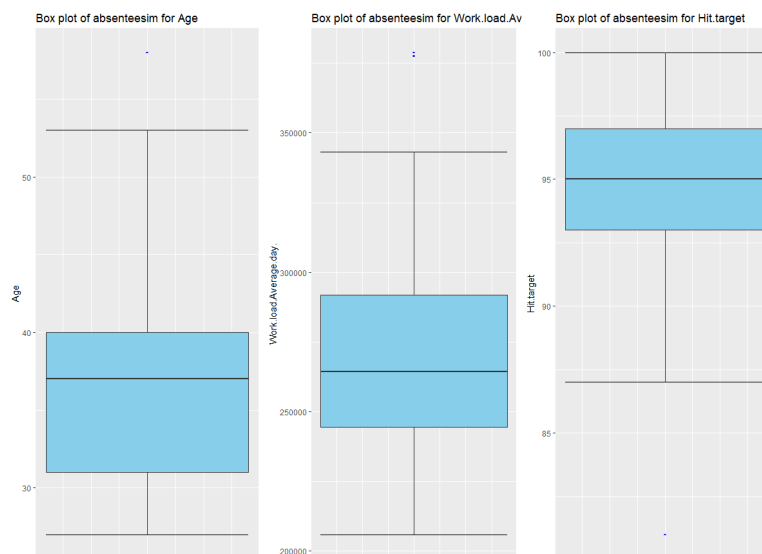 Box plot of absenteesim for Age
Age
50
40
30
Box plot of absenteesim for Work.load.Av
Work.load.Average.day.
350000
300000
250000
200000
Box plot of absenteesim for Hit.target
Hit.target
100
95
90
85